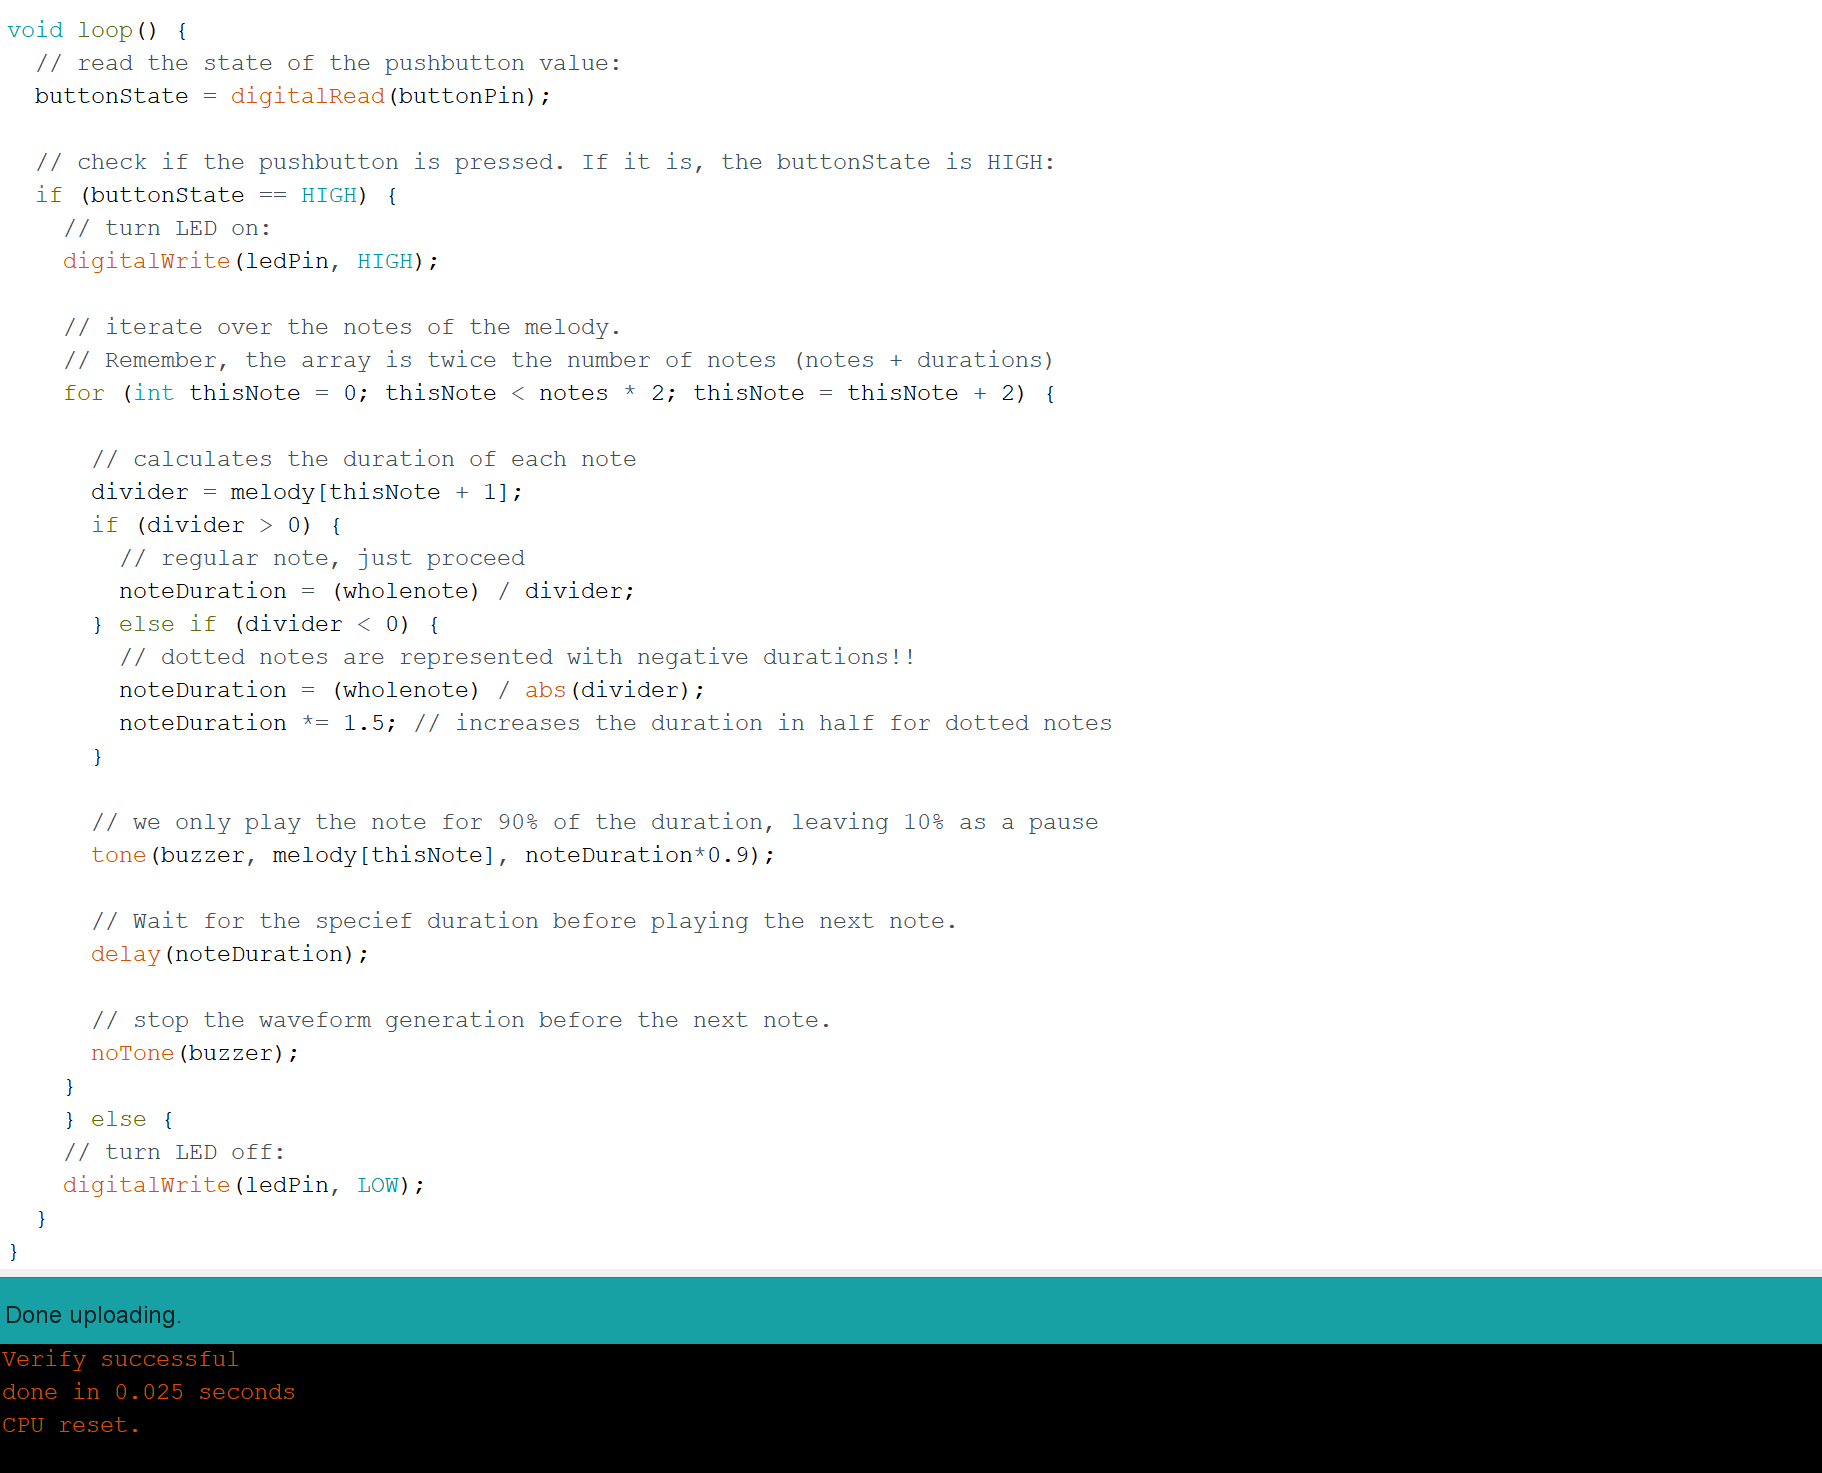 void loop() {
  // read the state of the pushbutton value:
  buttonState = digitalRead(buttonPin);

  // check if the pushbutton is pressed. If it is, the buttonState is HIGH:
  if (buttonState == HIGH) {
    // turn LED on:
    digitalWrite(ledPin, HIGH);

    // iterate over the notes of the melody.
    // Remember, the array is twice the number of notes (notes + durations)
    for (int thisNote = 0; thisNote < notes * 2; thisNote = thisNote + 2) {

      // calculates the duration of each note
      divider = melody[thisNote + 1];
      if (divider > 0) {
        // regular note, just proceed
        noteDuration = (wholenote) / divider;
      } else if (divider < 0) {
        // dotted notes are represented with negative durations!!
        noteDuration = (wholenote) / abs(divider);
        noteDuration *= 1.5; // increases the duration in half for dotted notes
      }

      // we only play the note for 90% of the duration, leaving 10% as a pause
      tone(buzzer, melody[thisNote], noteDuration*0.9);

      // Wait for the specief duration before playing the next note.
      delay(noteDuration);

      // stop the waveform generation before the next note.
      noTone(buzzer);
    }
    } else {
    // turn LED off:
    digitalWrite(ledPin, LOW);
  }
}
Done uploading.
Verify successful
done in 0.025 seconds
CPU reset.